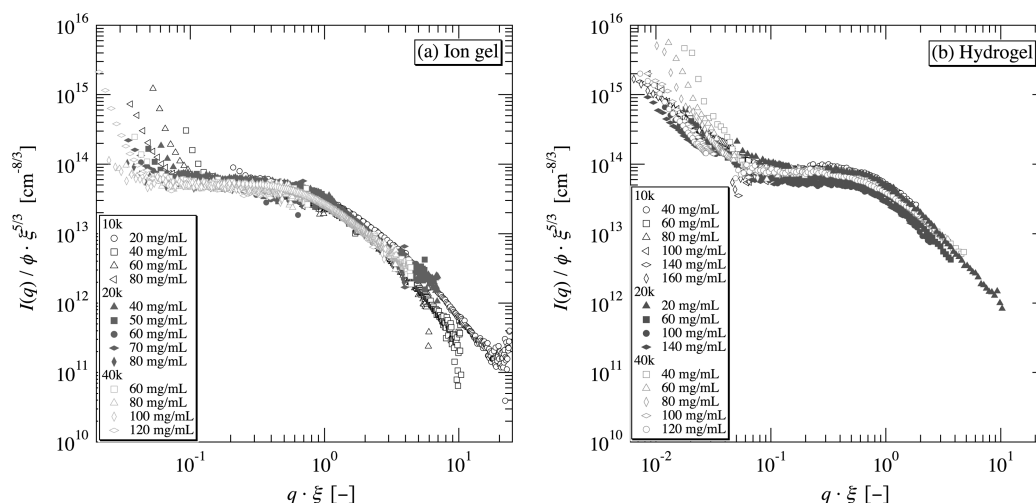 (a) Ion gel
10^16
10^15
10^14
10^13
10^12
10^11
10^10
I(q) / ϕ · ξ^5/3 [cm^-8/3]
10k
20 mg/mL
40 mg/mL
60 mg/mL
80 mg/mL
20k
40 mg/mL
50 mg/mL
60 mg/mL
70 mg/mL
80 mg/mL
40k
60 mg/mL
80 mg/mL
100 mg/mL
120 mg/mL
10^-1
10^0
10^1
q · ξ [–]
(b) Hydrogel
10^16
10^15
10^14
10^13
10^12
10^11
10^10
I(q) / ϕ · ξ^5/3 [cm^-8/3]
10k
40 mg/mL
60 mg/mL
80 mg/mL
100 mg/mL
140 mg/mL
160 mg/mL
20k
20 mg/mL
60 mg/mL
100 mg/mL
140 mg/mL
40k
40 mg/mL
60 mg/mL
80 mg/mL
100 mg/mL
120 mg/mL
10^-2
10^-1
10^0
10^1
q · ξ [–]